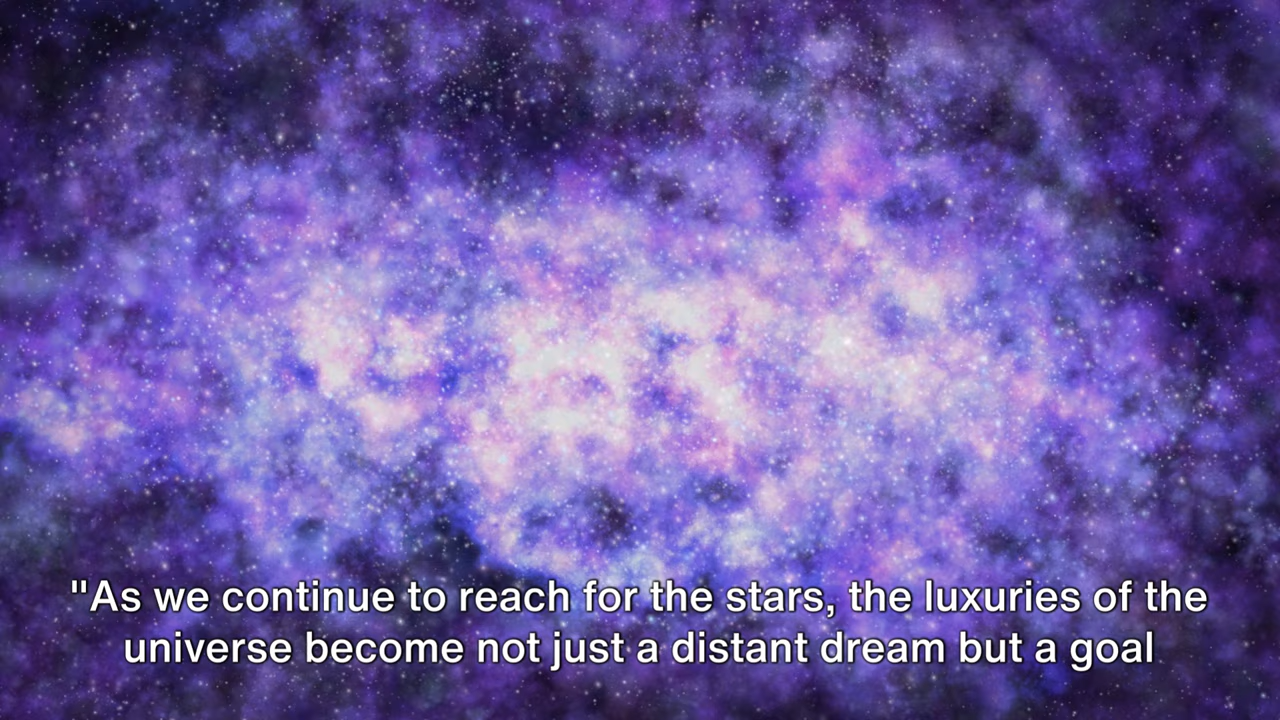 "As we continue to reach for the stars, the luxuries of the
universe become not just a distant dream but a goal